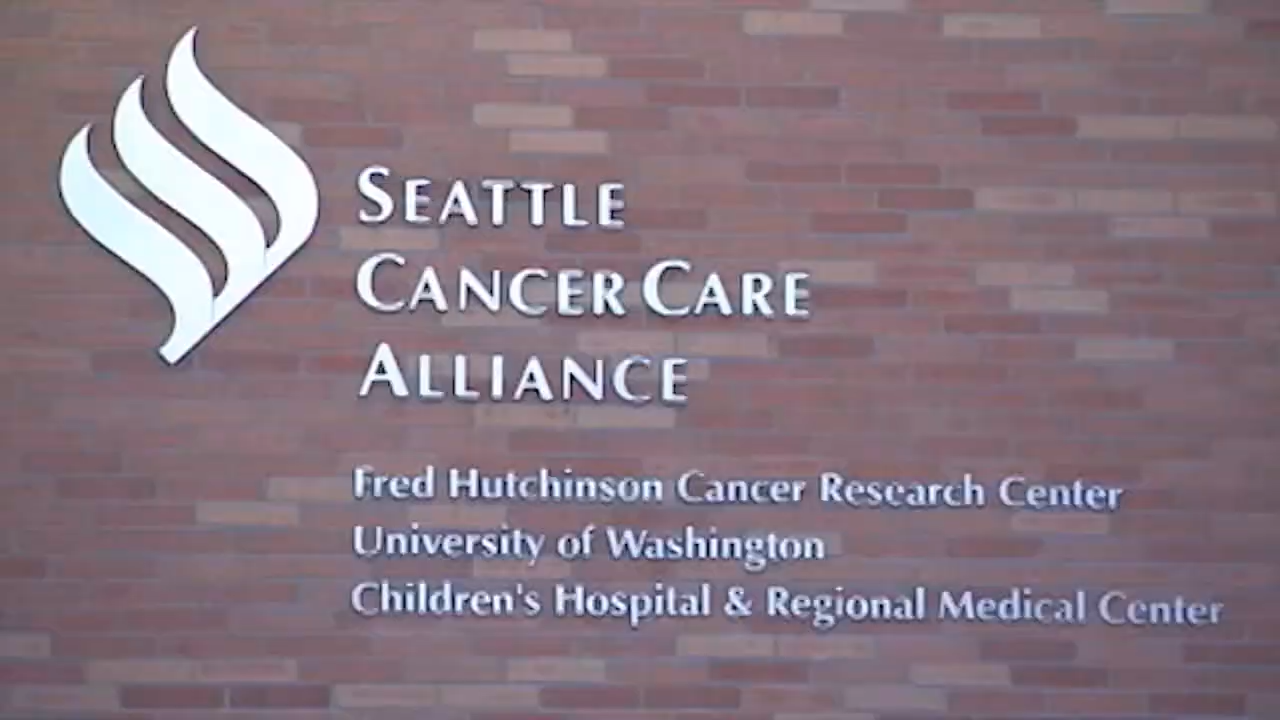 SEATTLE
CANCER CARE
ALLIANCE
Fred Hutchinson Cancer Research Center
University of Washington
Children's Hospital & Regional Medical Center